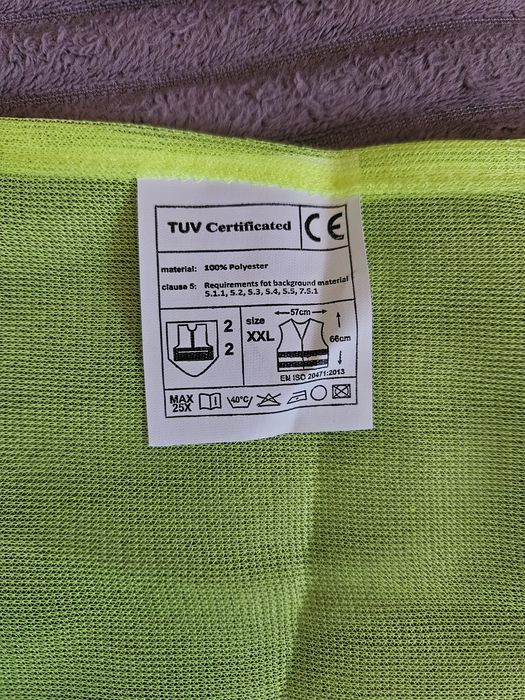 TUV Certificated CE
material: 100% Polyester
clause 5: Requirements fot background material
5.1.1, 5.2, 5.3, 5.4, 5.5, 7.5.1
2
2
size
XXL
57cm
66cm
EN ISO 20471:2013
MAX
25X
40°C